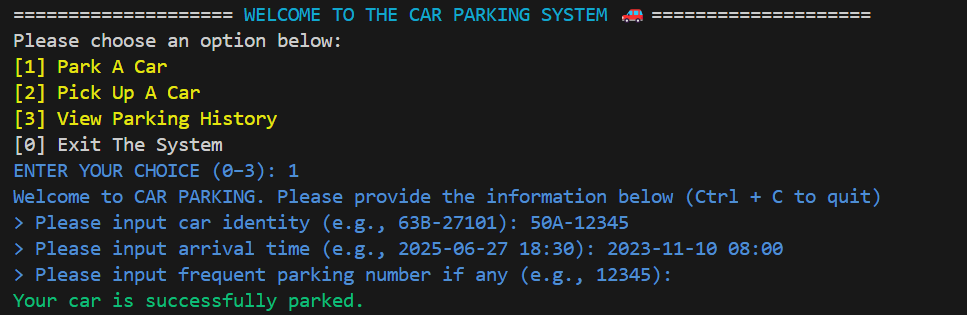 ==================== WELCOME TO THE CAR PARKING SYSTEM 🚗 ====================
Please choose an option below:
[1] Park A Car
[2] Pick Up A Car
[3] View Parking History
[0] Exit The System
ENTER YOUR CHOICE (0–3): 1
Welcome to CAR PARKING. Please provide the information below (Ctrl + C to quit)
> Please input car identity (e.g., 63B-27101): 50A-12345
> Please input arrival time (e.g., 2025-06-27 18:30): 2023-11-10 08:00
> Please input frequent parking number if any (e.g., 12345):
Your car is successfully parked.